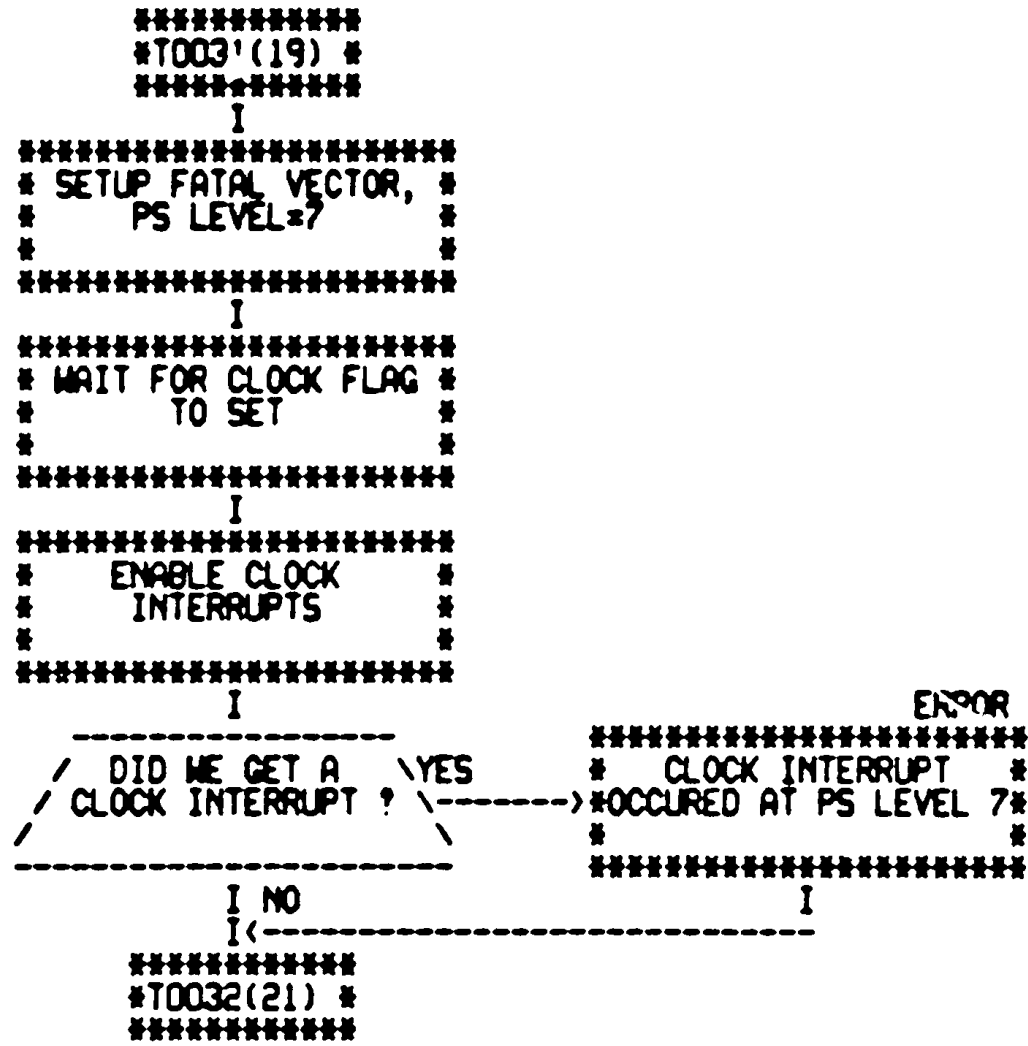 *T003'(19) *
I
* SETUP FATAL VECTOR, *
* PS LEVEL=7 *
I
* WAIT FOR CLOCK FLAG *
* TO SET *
I
* ENABLE CLOCK *
* INTERRUPTS *
I
/ DID WE GET A \YES
/ CLOCK INTERRUPT ? \------->
ERROR
* CLOCK INTERRUPT *
*OCCURED AT PS LEVEL 7*
I
I NO
I<------------------------------
*T0032(21) *